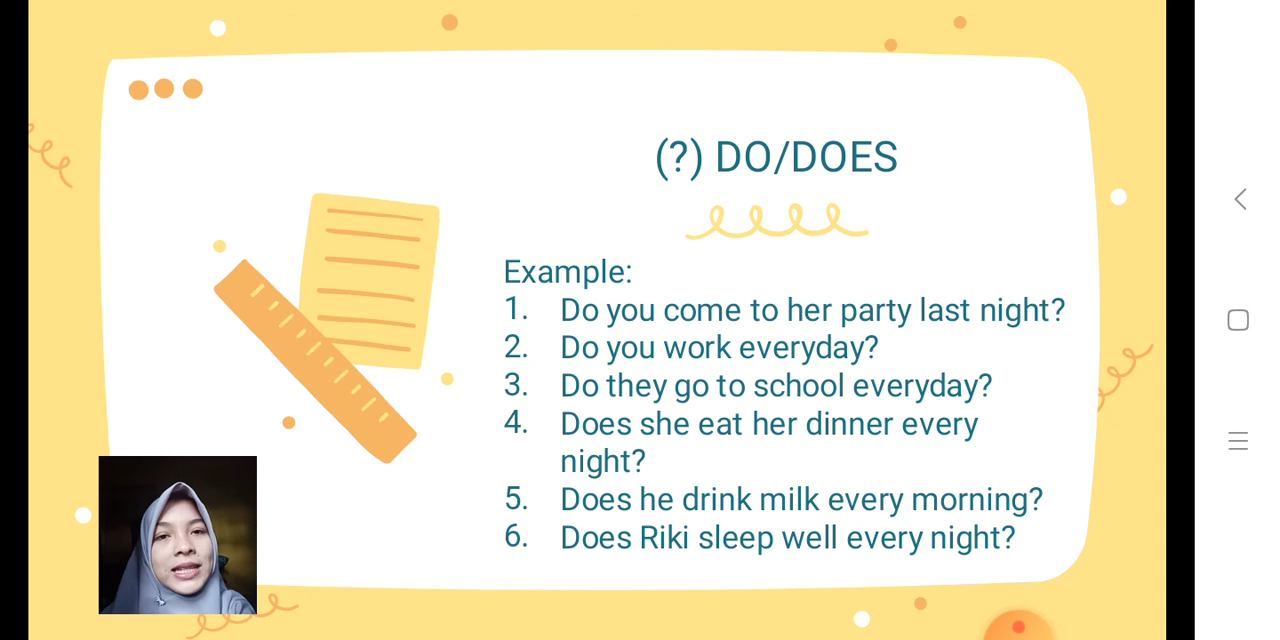 (?) DO/DOES
Example:
1. Do you come to her party last night?
2. Do you work everyday?
3. Do they go to school everyday?
4. Does she eat her dinner every
night?
5. Does he drink milk every morning?
6. Does Riki sleep well every night?